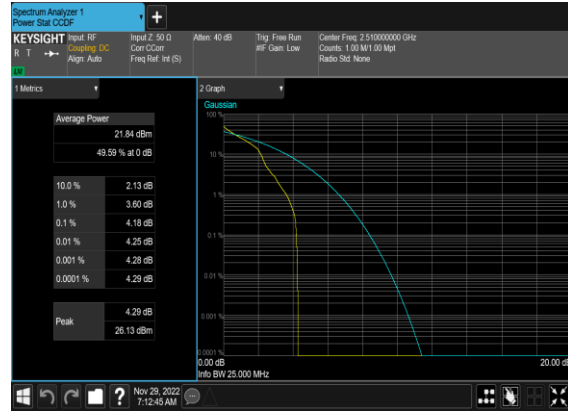 Spectrum Analyzer 1
Power Stat CCDF
KEYSIGHT
R T
Input: RF
Coupling: DC
Align: Auto
Input Z: 50 Ω
Corr CCorr
Freq Ref: Int (S)
Atten: 40 dB
Trig: Free Run
#IF Gain: Low
Center Freq: 2.510000000 GHz
Counts: 1.00 M/1.00 Mpt
Radio Std: None
1 Metrics
Average Power
21.84 dBm
49.59 % at 0 dB
10.0 % 2.13 dB
1.0 % 3.60 dB
0.1 % 4.18 dB
0.01 % 4.25 dB
0.001 % 4.28 dB
0.0001 % 4.29 dB
Peak
4.29 dB
26.13 dBm
2 Graph
Gaussian
100 %
10 %
1 %
0.1 %
0.01 %
0.001 %
0.0001 %
0.00 dB
20.00 dB
Info BW 25.000 MHz
Nov 29, 2022
7:12:45 AM